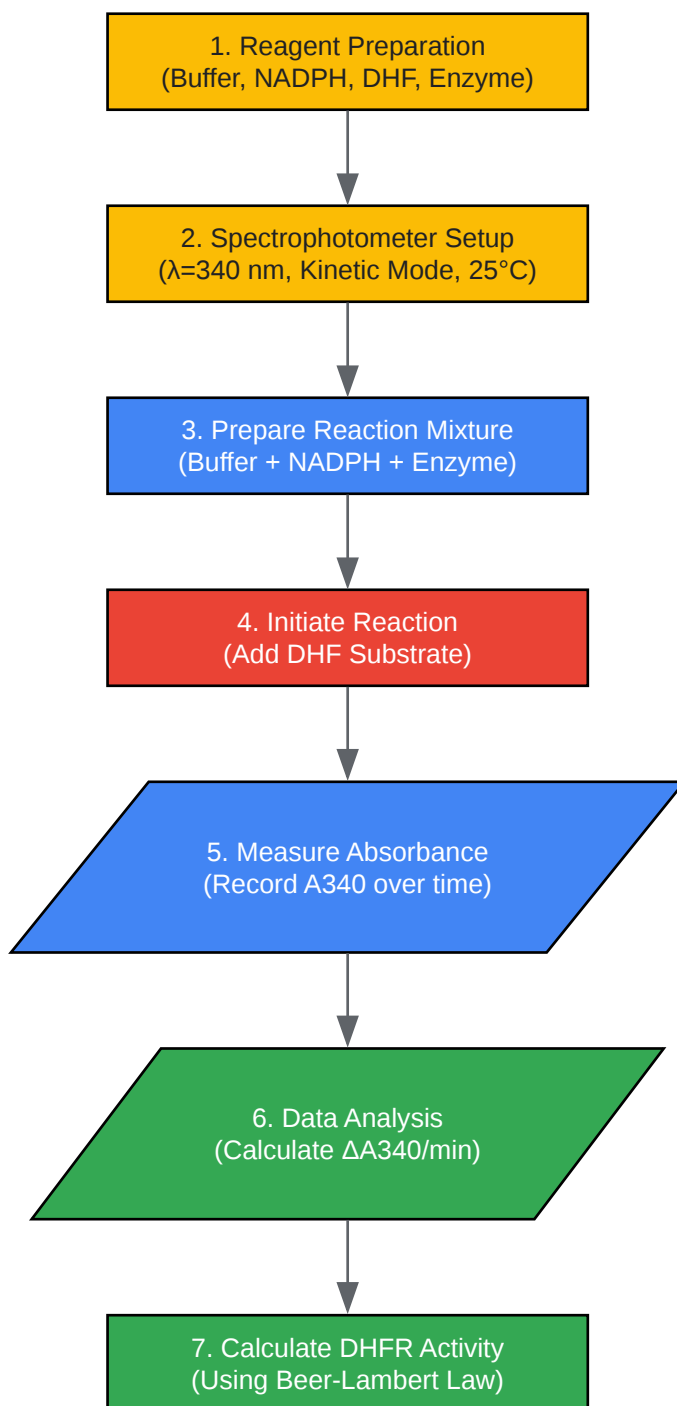 1. Reagent Preparation
(Buffer, NADPH, DHF, Enzyme)
2. Spectrophotometer Setup
(λ=340 nm, Kinetic Mode, 25°C)
3. Prepare Reaction Mixture
(Buffer + NADPH + Enzyme)
4. Initiate Reaction
(Add DHF Substrate)
5. Measure Absorbance
(Record A340 over time)
6. Data Analysis
(Calculate ΔA340/min)
7. Calculate DHFR Activity
(Using Beer-Lambert Law)